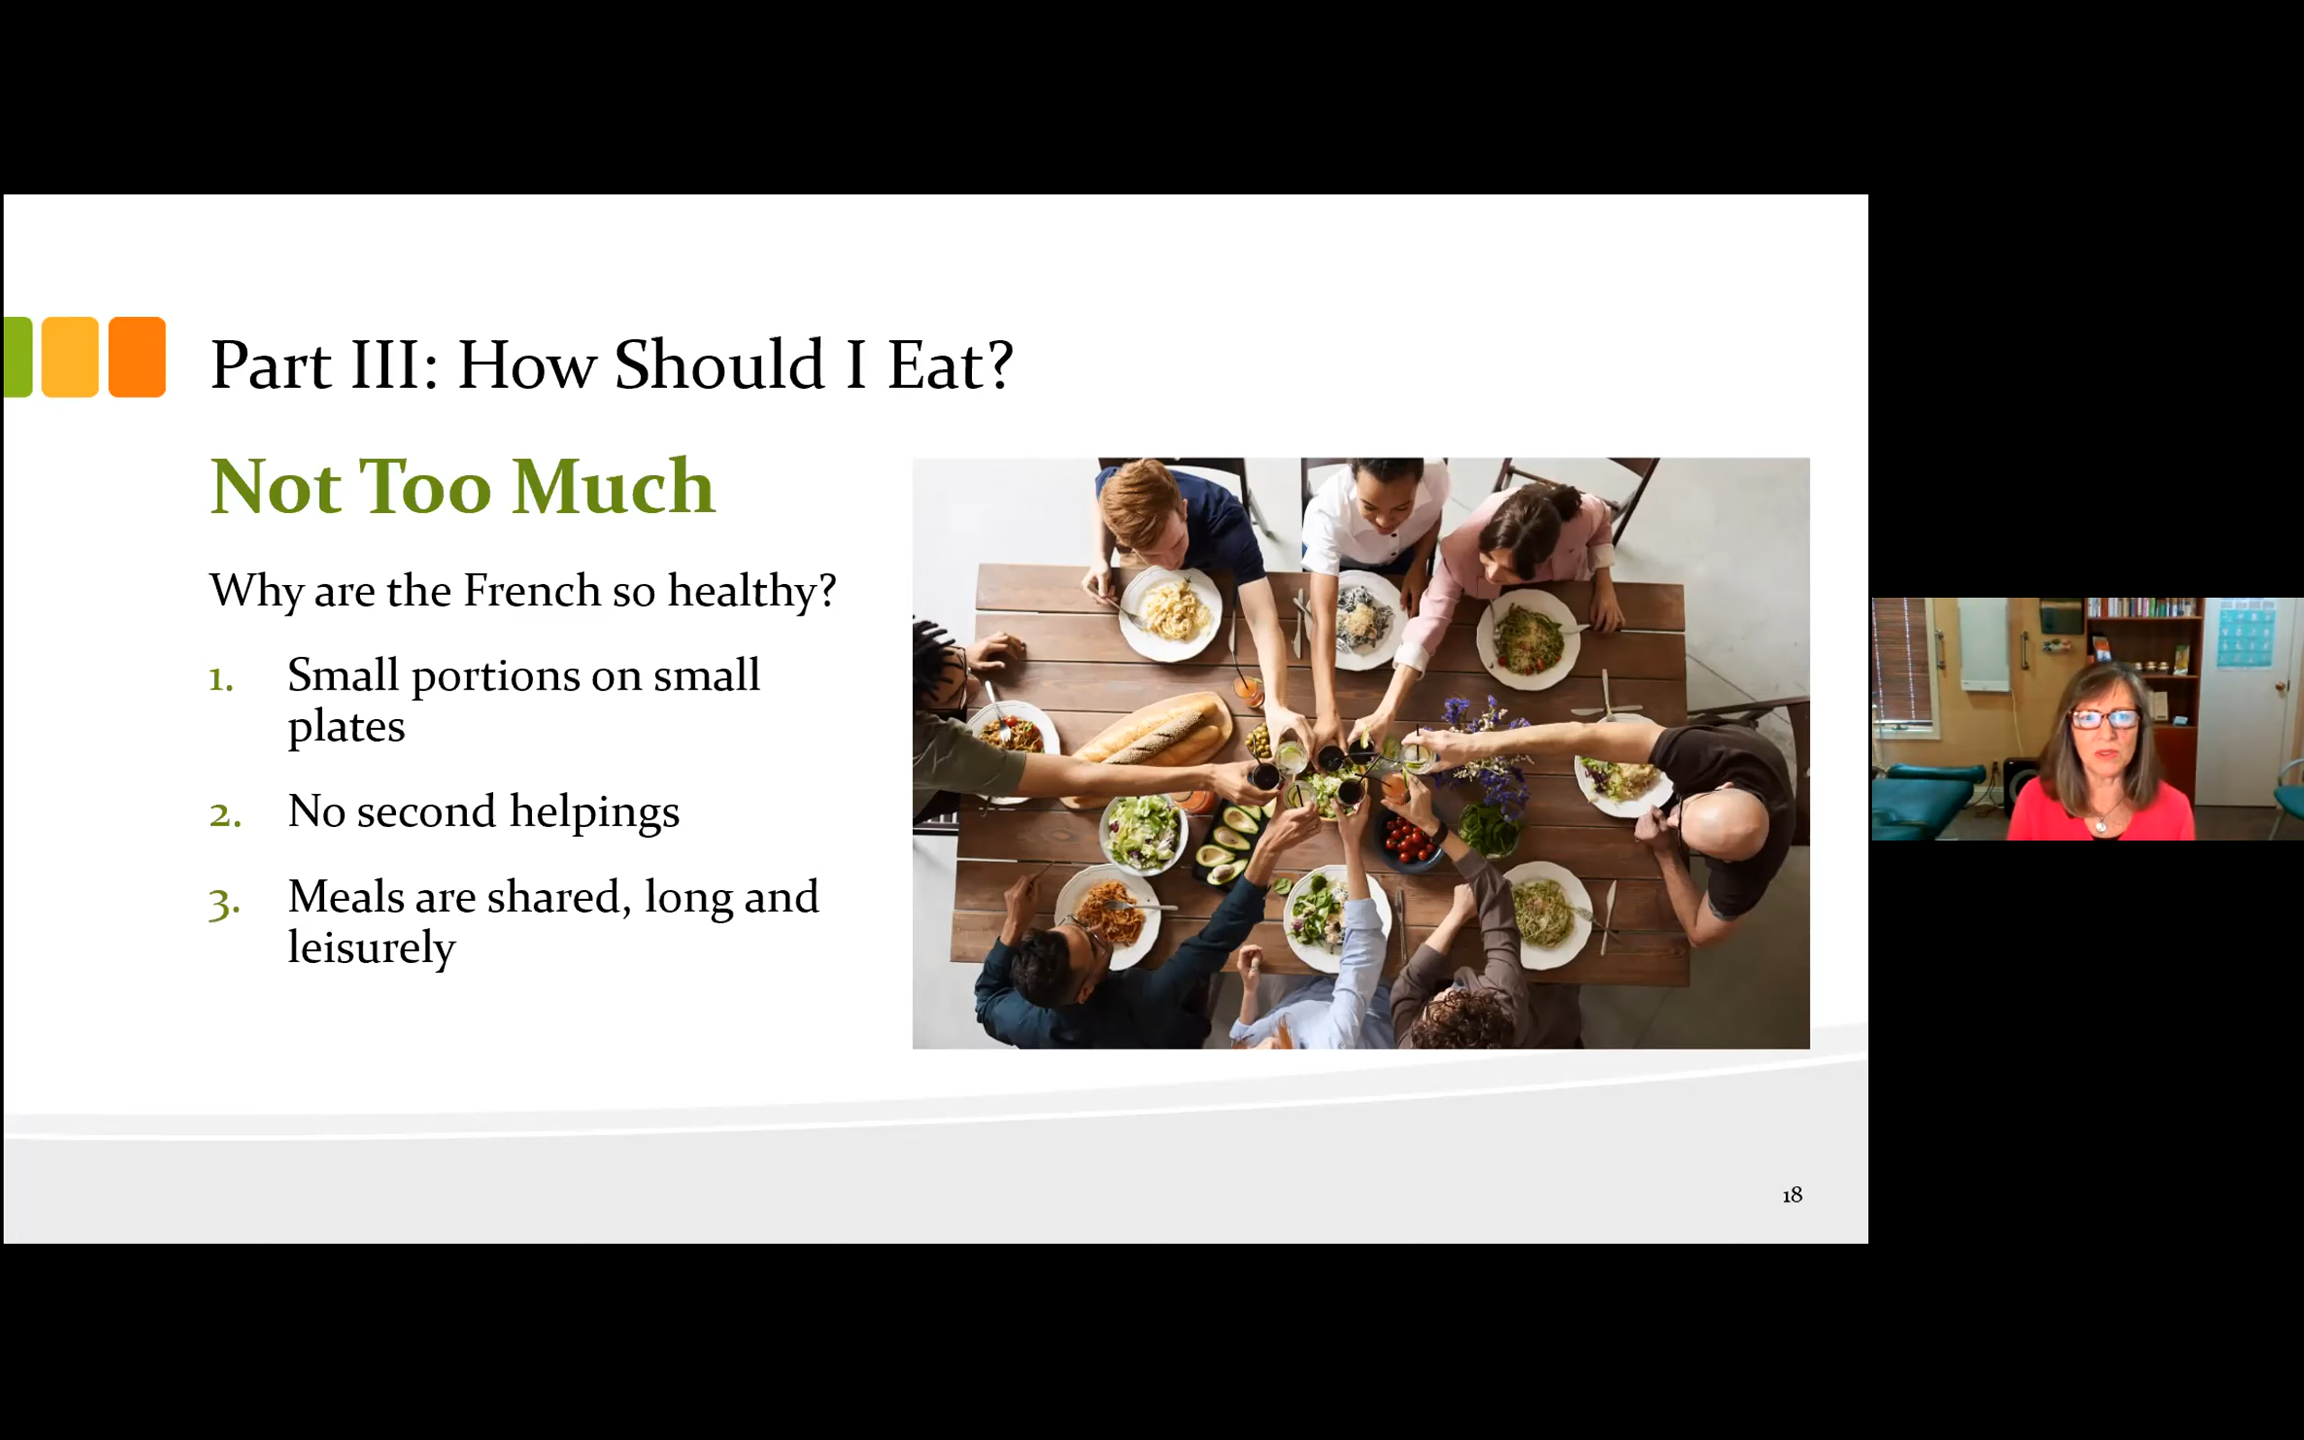 Part III: How Should I Eat?
Not Too Much
Why are the French so healthy?
1. Small portions on small
plates
2. No second helpings
3. Meals are shared, long and
leisurely
18